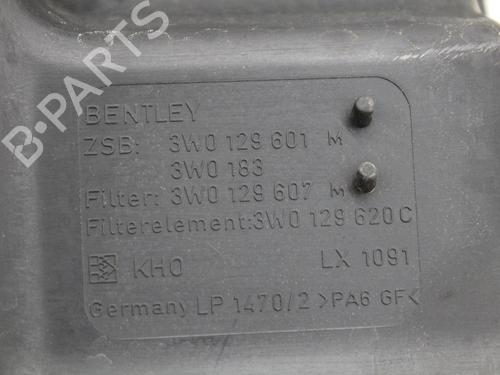 BENTLEY
ZSB: 3W0 129 601 M
3W0 183
Filter: 3W0 129 607 M
Filterelement:3W0 129 620 C
KHO LX 1091
Germany LP 1470/2 >PA6 GF<
B-PARTS